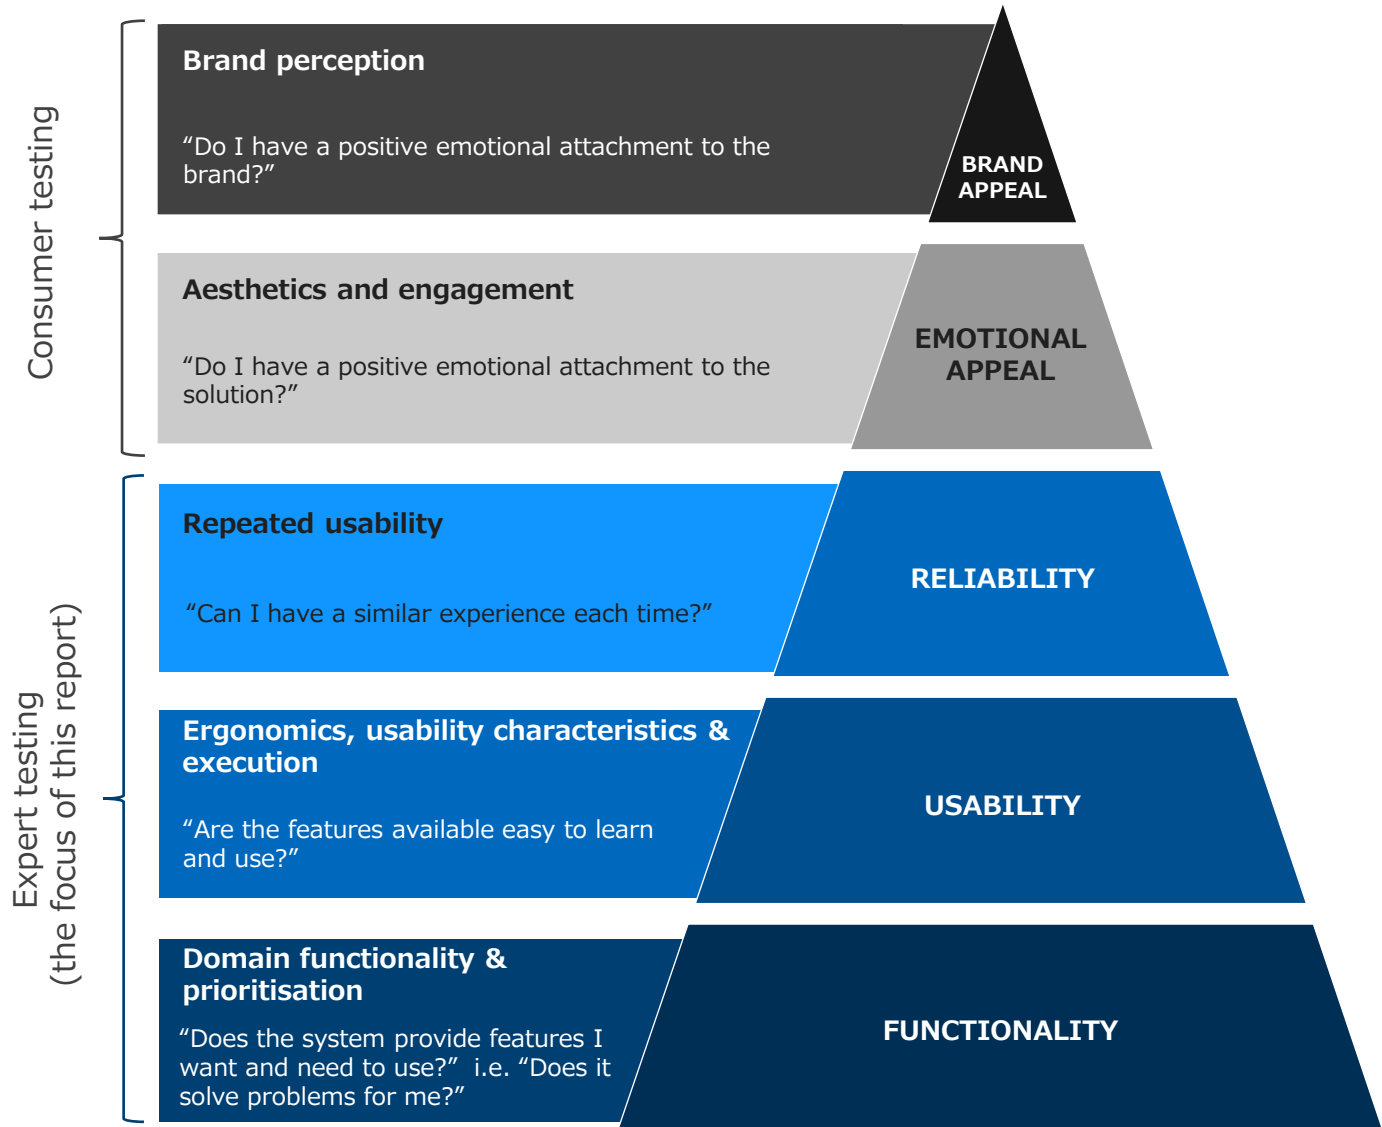 Consumer testing
Brand perception
“Do I have a positive emotional attachment to the
brand?”
BRAND
APPEAL
Aesthetics and engagement
“Do I have a positive emotional attachment to the
solution?”
EMOTIONAL
APPEAL
Expert testing
(the focus of this report)
Repeated usability
“Can I have a similar experience each time?”
RELIABILITY
Ergonomics, usability characteristics &
execution
“Are the features available easy to learn
and use?”
USABILITY
Domain functionality &
prioritisation
“Does the system provide features I
want and need to use?” i.e. “Does it
solve problems for me?”
FUNCTIONALITY